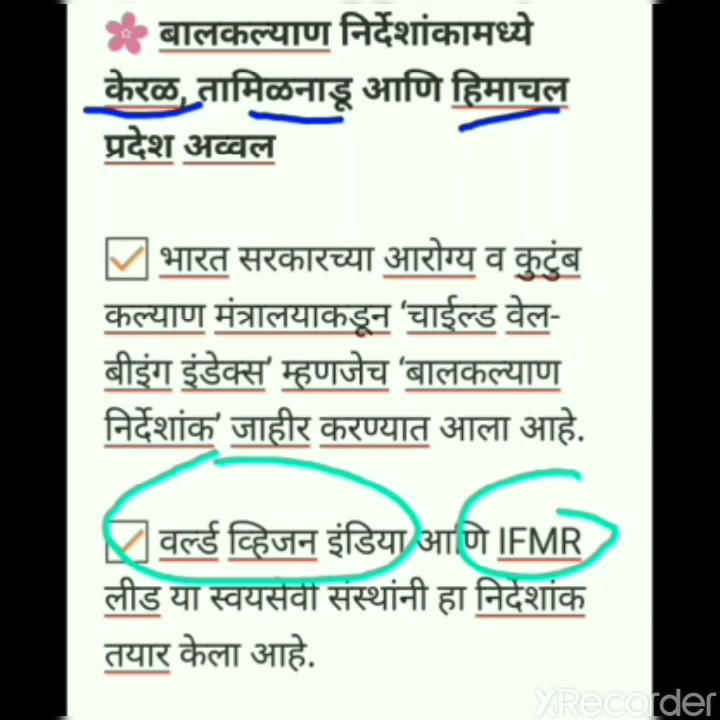 🌸 बालकल्याण निर्देशांकामध्ये
केरळ, तामिळनाडू आणि हिमाचल
प्रदेश अव्वल
भारत सरकारच्या आरोग्य व कुटुंब
कल्याण मंत्रालयाकडून ‘चाईल्ड वेल-
बीइंग इंडेक्स’ म्हणजेच ‘बालकल्याण
निर्देशांक’ जाहीर करण्यात आला आहे.
वर्ल्ड व्हिजन इंडिया आणि IFMR
लीड या स्वयंसेवी संस्थांनी हा निर्देशांक
तयार केला आहे.
XRecorder